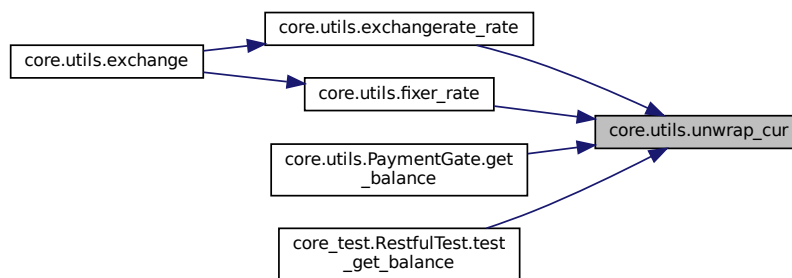 core.utils.exchangerate_rate
core.utils.exchange
core.utils.fixer_rate
core.utils.unwrap_cur
core.utils.PaymentGate.get
_balance
core_test.RestfulTest.test
_get_balance